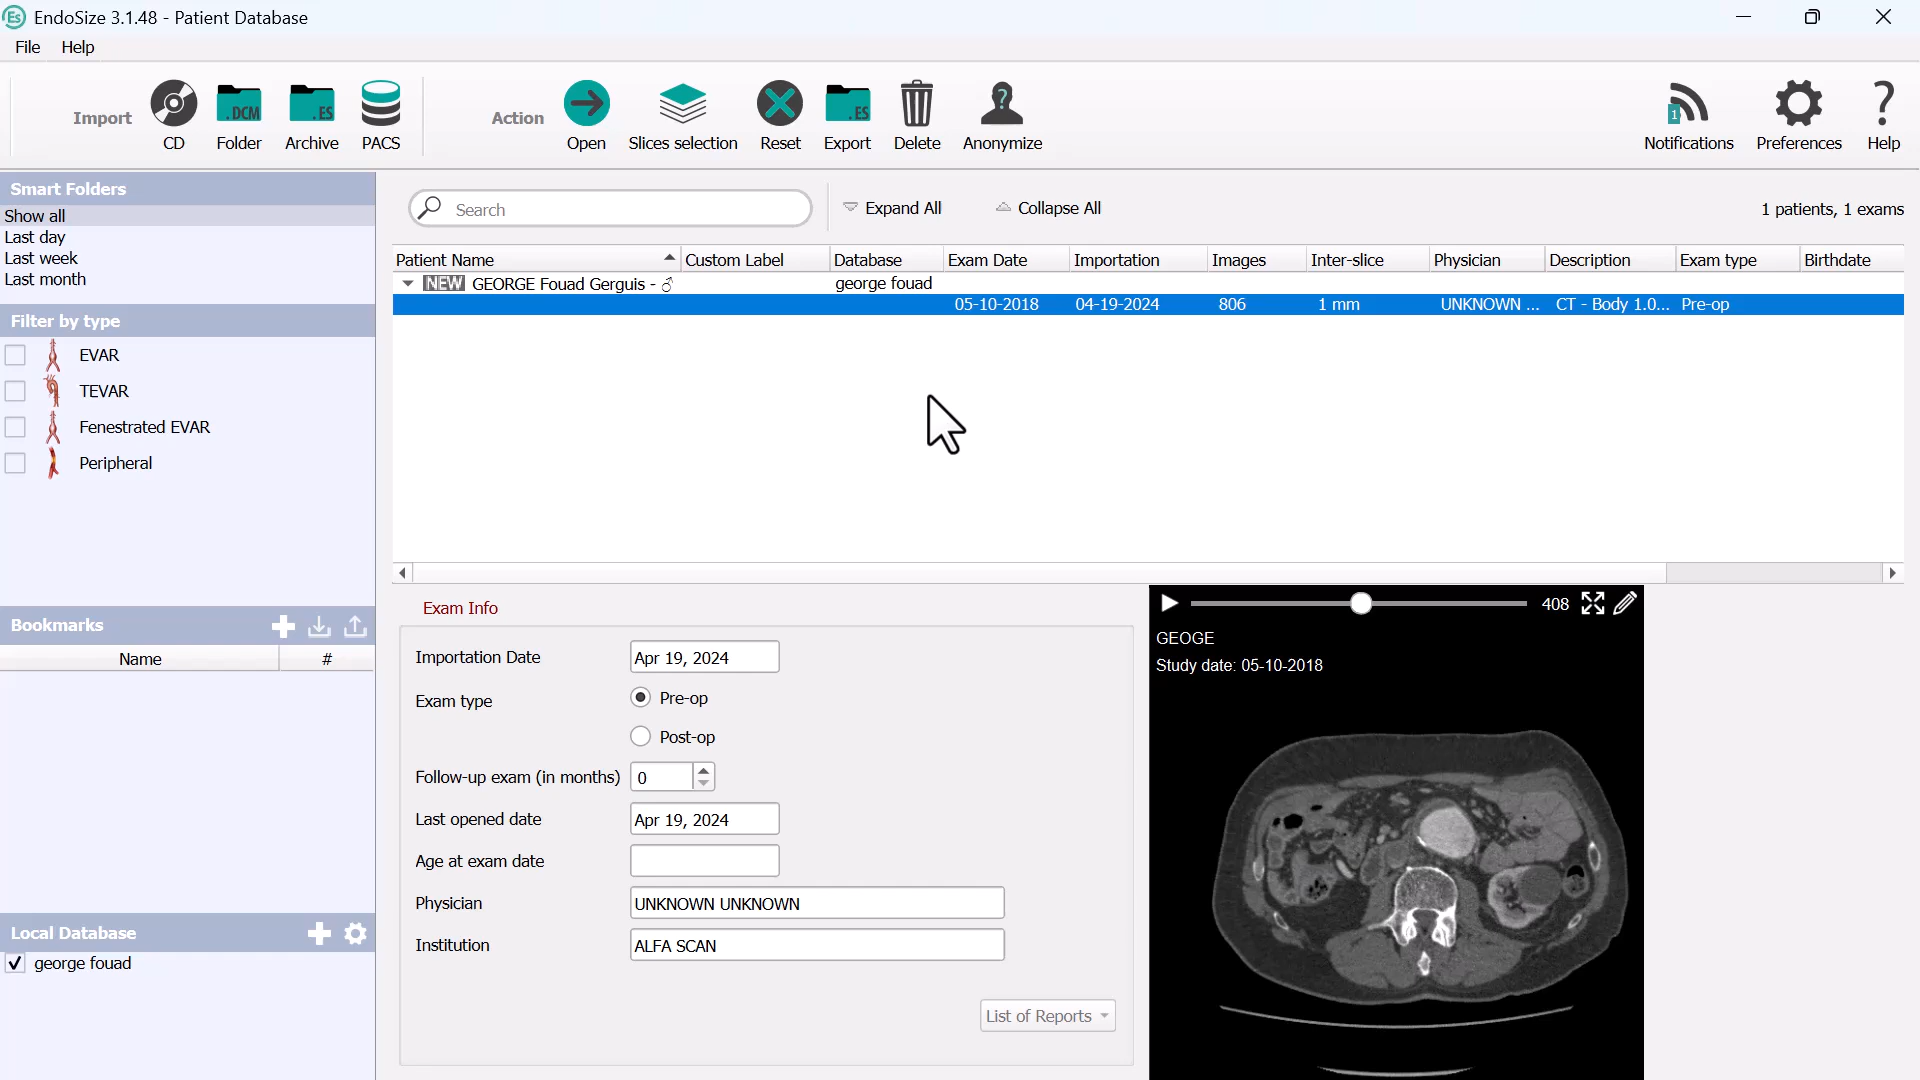 EndoSize 3.1.48 - Patient Database
File Help
Import CD Folder Archive PACS Action Open Slices selection Reset Export Delete Anonymize Notifications Preferences Help
.DCM .ES .ES ? 1
Smart Folders
Show all
Last day
Last week
Last month
Filter by type
EVAR
TEVAR
Fenestrated EVAR
Peripheral
Bookmarks
Name #
Local Database
george fouad
Search Expand All Collapse All 1 patients, 1 exams
Patient Name Custom Label Database Exam Date Importation Images Inter-slice Physician Description Exam type Birthdate
NEW GEORGE Fouad Gerguis - ♂ george fouad
05-10-2018 04-19-2024 806 1 mm UNKNOWN ... CT - Body 1.0... Pre-op
Exam Info
Importation Date Apr 19, 2024
Exam type Pre-op
Post-op
Follow-up exam (in months) 0
Last opened date Apr 19, 2024
Age at exam date
Physician UNKNOWN UNKNOWN
Institution ALFA SCAN
List of Reports
408
GEOGE
Study date: 05-10-2018